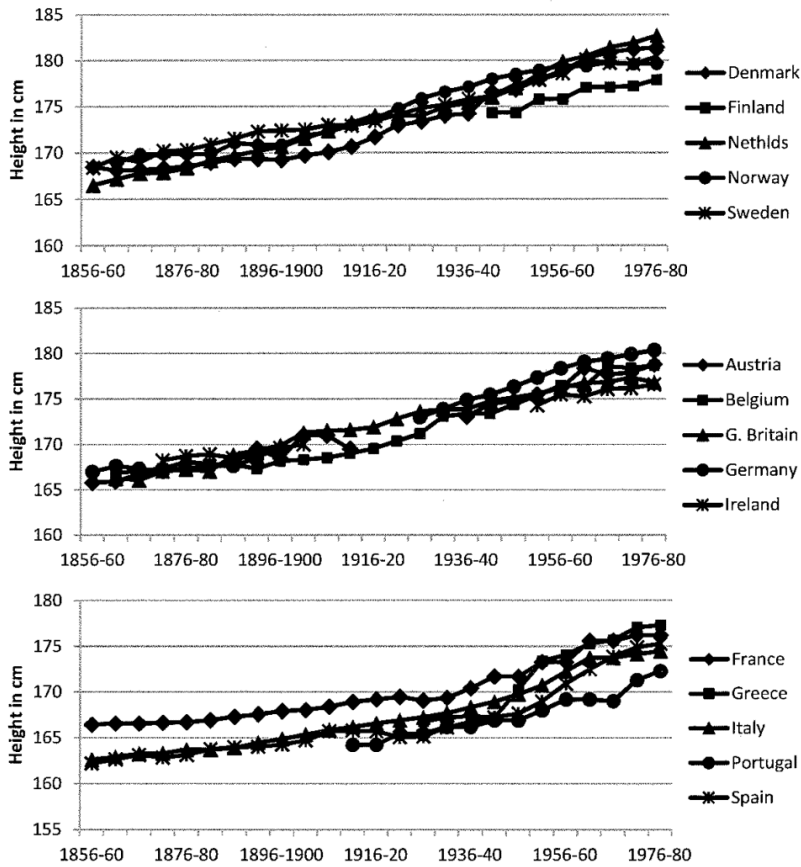 185
180
175
170
165
160
Height in cm
1856-60 1876-80 1896-1900 1916-20 1936-40 1956-60 1976-80
Denmark
Finland
Nethlds
Norway
Sweden
185
180
175
170
165
160
Height in cm
1856-60 1876-80 1896-1900 1916-20 1936-40 1956-60 1976-80
Austria
Belgium
G. Britain
Germany
Ireland
180
175
170
165
160
155
Height in cm
1856-60 1876-80 1896-1900 1916-20 1936-40 1956-60 1976-80
France
Greece
Italy
Portugal
Spain